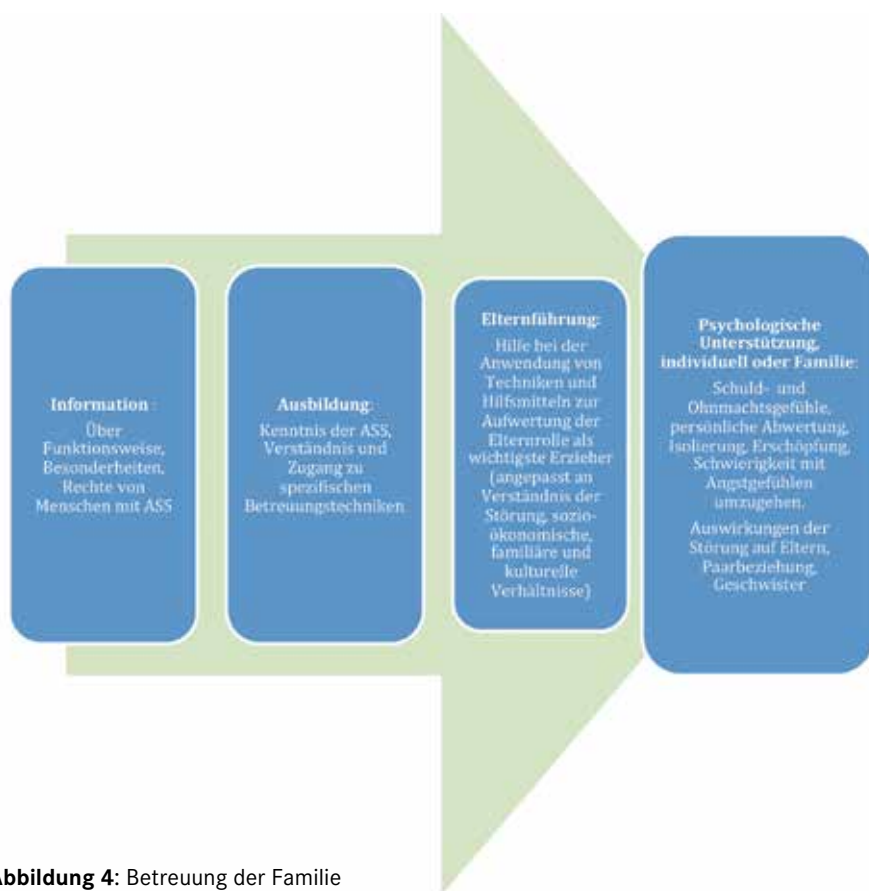 Information :
Über
Funktionsweise,
Besonderheiten,
Rechte von
Menschen mit ASS
Ausbildung:
Kenntnis der ASS,
Verständnis und
Zugang zu
spezifischen
Betreuungstechniken
Elternführung:
Hilfe bei der
Anwendung von
Techniken und
Hilfsmitteln zur
Aufwertung der
Elternrolle als
wichtigste Erzieher
(angepasst an
Verständnis der
Störung, sozio-
ökonomische,
familiäre und
kulturelle
Verhältnisse)
Psychologische
Unterstützung,
individuell oder Familie:
Schuld- und
Ohnmachtsgefühle,
persönliche Abwertung,
Isolierung, Erschöpfung,
Schwierigkeit mit
Angstgefühlen
umzugehen.
Auswirkungen der
Störung auf Eltern,
Paarbeziehung,
Geschwister
Abbildung 4: Betreuung der Familie